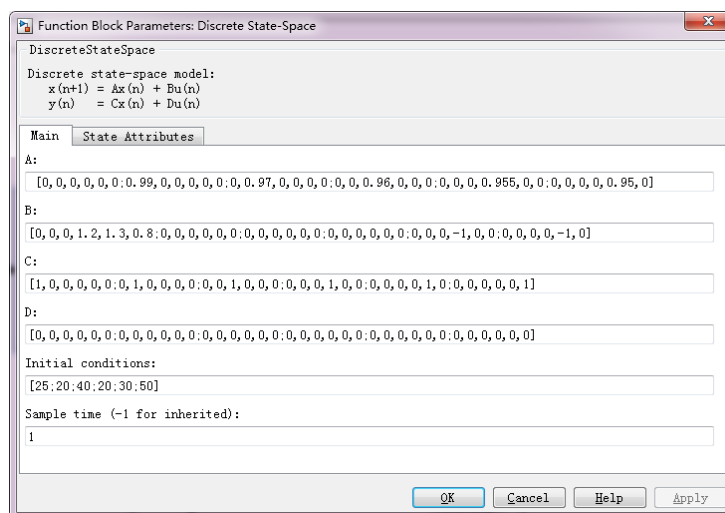 Function Block Parameters: Discrete State-Space
DiscreteStateSpace
Discrete state-space model:
x(n+1) = Ax(n) + Bu(n)
y(n) = Cx(n) + Du(n)
Main State Attributes
A:
[0,0,0,0,0,0;0.99,0,0,0,0,0;0,0.97,0,0,0,0;0,0,0.96,0,0,0;0,0,0,0.955,0,0;0,0,0,0,0.95,0]
B:
[0,0,0,1.2,1.3,0.8;0,0,0,0,0,0;0,0,0,0,0,0;0,0,0,0,0,0;0,0,0,-1,0,0;0,0,0,0,-1,0]
C:
[1,0,0,0,0,0;0,1,0,0,0,0;0,0,1,0,0,0;0,0,0,1,0,0;0,0,0,0,1,0;0,0,0,0,0,1]
D:
[0,0,0,0,0,0;0,0,0,0,0,0;0,0,0,0,0,0;0,0,0,0,0,0;0,0,0,0,0,0;0,0,0,0,0,0]
Initial conditions:
[25;20;40;20;30;50]
Sample time (-1 for inherited):
1
OK Cancel Help Apply